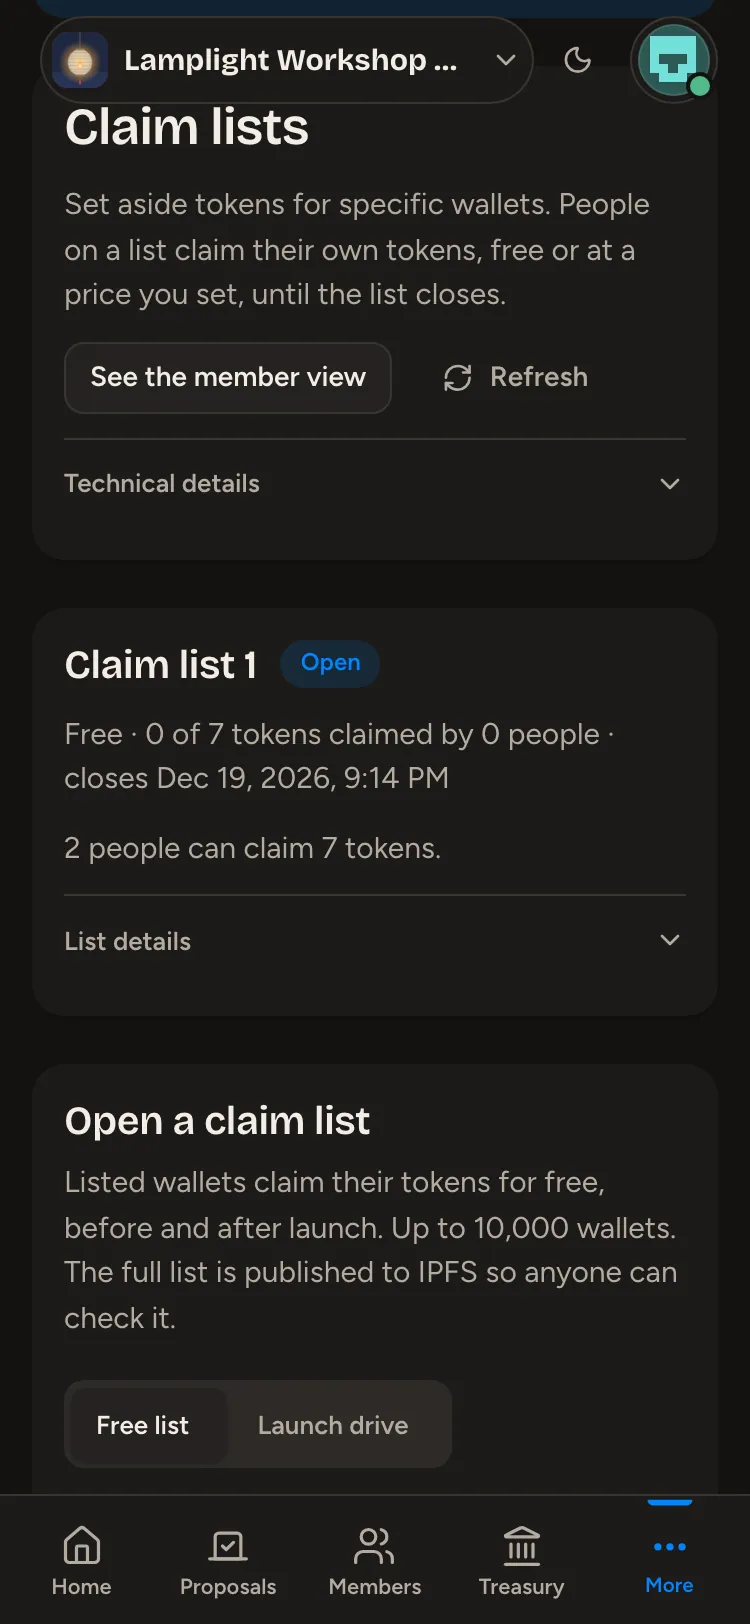 Lamplight Workshop ...
Claim lists
Set aside tokens for specific wallets. People
on a list claim their own tokens, free or at a
price you set, until the list closes.
See the member view
Refresh
Technical details
Claim list 1
Open
Free · 0 of 7 tokens claimed by 0 people ·
closes Dec 19, 2026, 9:14 PM
2 people can claim 7 tokens.
List details
Open a claim list
Listed wallets claim their tokens for free,
before and after launch. Up to 10,000 wallets.
The full list is published to IPFS so anyone can
check it.
Free list
Launch drive
Home
Proposals
Members
Treasury
More